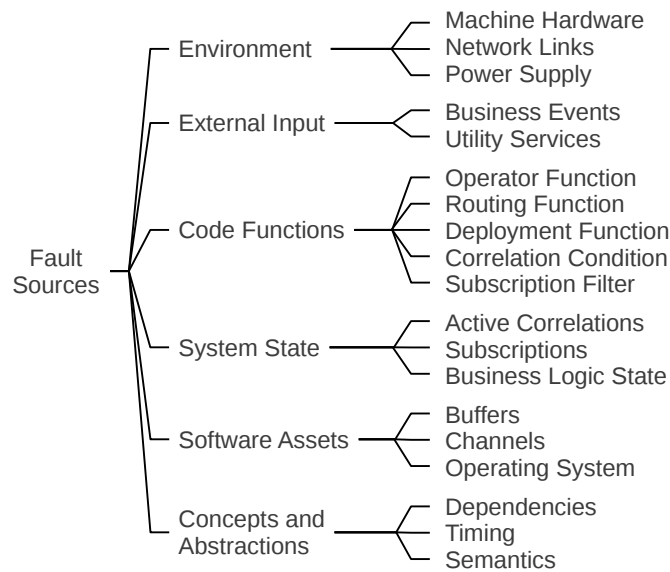 Fault
Sources
Environment
Machine Hardware
Network Links
Power Supply
External Input
Business Events
Utility Services
Code Functions
Operator Function
Routing Function
Deployment Function
Correlation Condition
Subscription Filter
System State
Active Correlations
Subscriptions
Business Logic State
Software Assets
Buffers
Channels
Operating System
Concepts and
Abstractions
Dependencies
Timing
Semantics